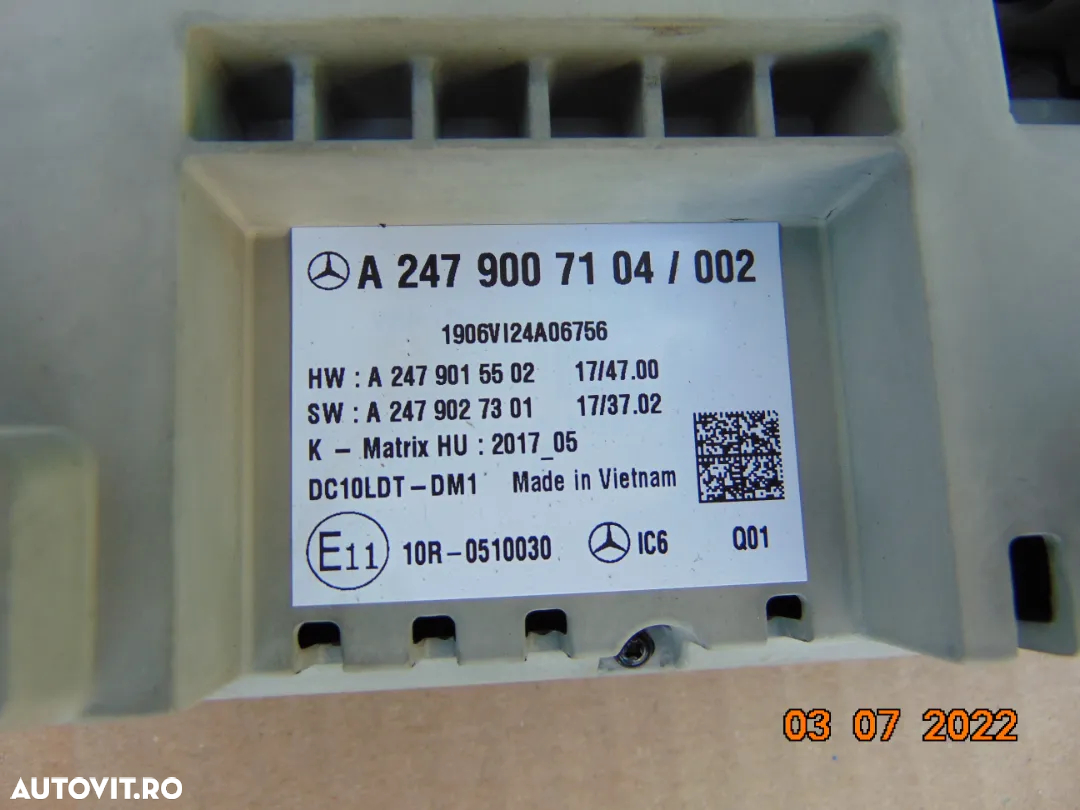 A 247 900 71 04 / 002
1906VI24A06756
HW : A 247 901 55 02 17/47.00
SW : A 247 902 73 01 17/37.02
K - Matrix HU : 2017_05
DC10LDT-DM1 Made in Vietnam
E11 10R-0510030 IC6 Q01
03 07 2022
AUTOVIT.RO